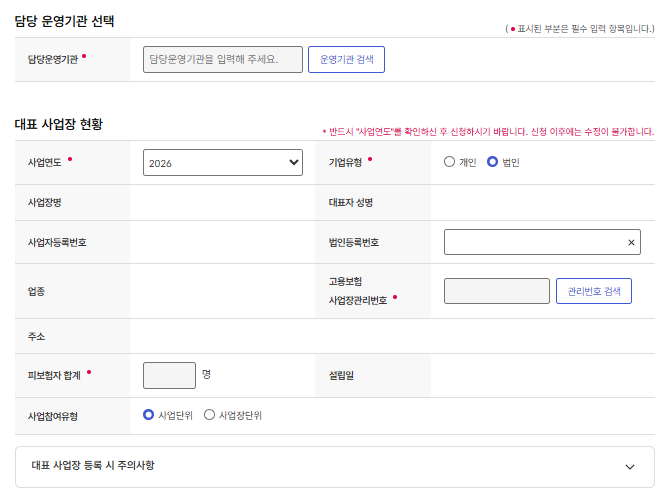 담당 운영기관 선택
( ● 표시된 부분은 필수 입력 항목입니다.)
담당운영기관 ●
담당운영기관을 입력해 주세요.
운영기관 검색
대표 사업장 현황
* 반드시 "사업연도"를 확인하신 후 신청하시기 바랍니다. 신청 이후에는 수정이 불가합니다.
사업연도 ●
2026
기업유형 ●
개인
법인
사업장명
대표자 성명
사업자등록번호
법인등록번호
업종
고용보험
사업장관리번호 ●
관리번호 검색
주소
피보험자 합계 ●
명
설립일
사업참여유형
사업단위
사업장단위
대표 사업장 등록 시 주의사항